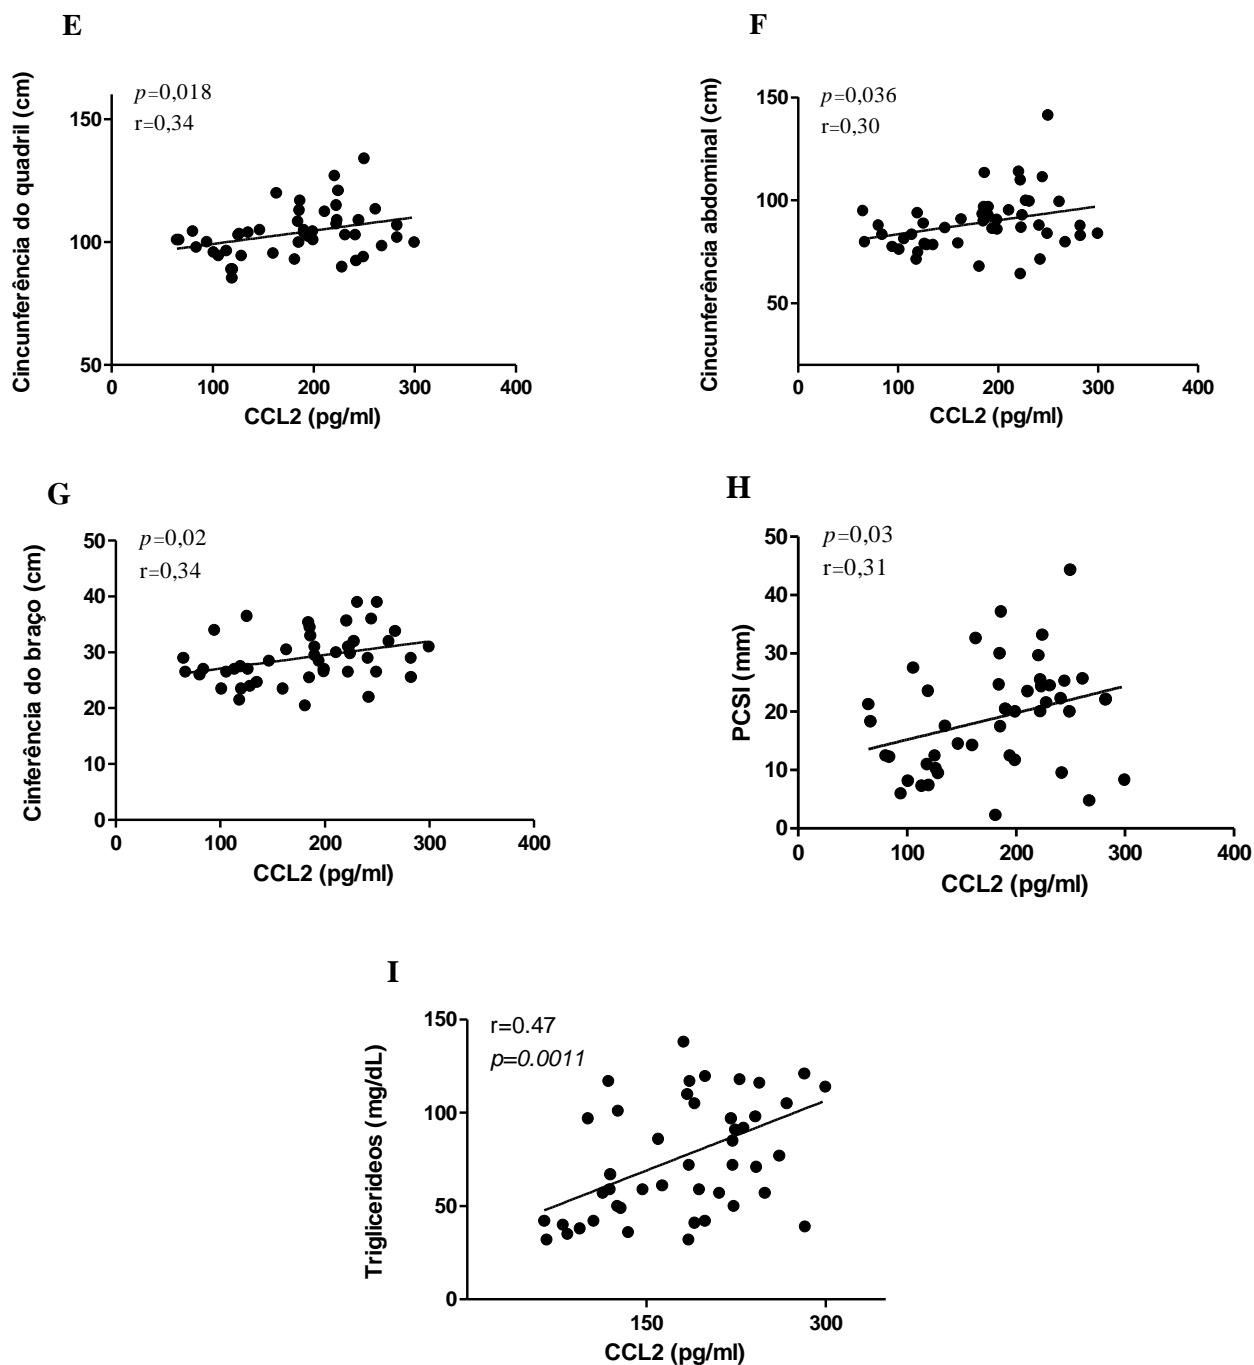 E
p=0,018
r=0,34
Cincunferência do quadril (cm)
150
100
50
0
100
200
300
400
CCL2 (pg/ml)
F
p=0,036
r=0,30
Cincunferência abdominal (cm)
150
100
50
0
100
200
300
400
CCL2 (pg/ml)
G
p=0,02
r=0,34
Cinferência do braço (cm)
50
40
30
20
10
0
0
100
200
300
400
CCL2 (pg/ml)
H
p=0,03
r=0,31
PCSI (mm)
50
40
30
20
10
0
0
100
200
300
400
CCL2 (pg/ml)
I
r=0.47
p=0.0011
Triglicerideos (mg/dL)
150
100
50
0
150
300
CCL2 (pg/ml)